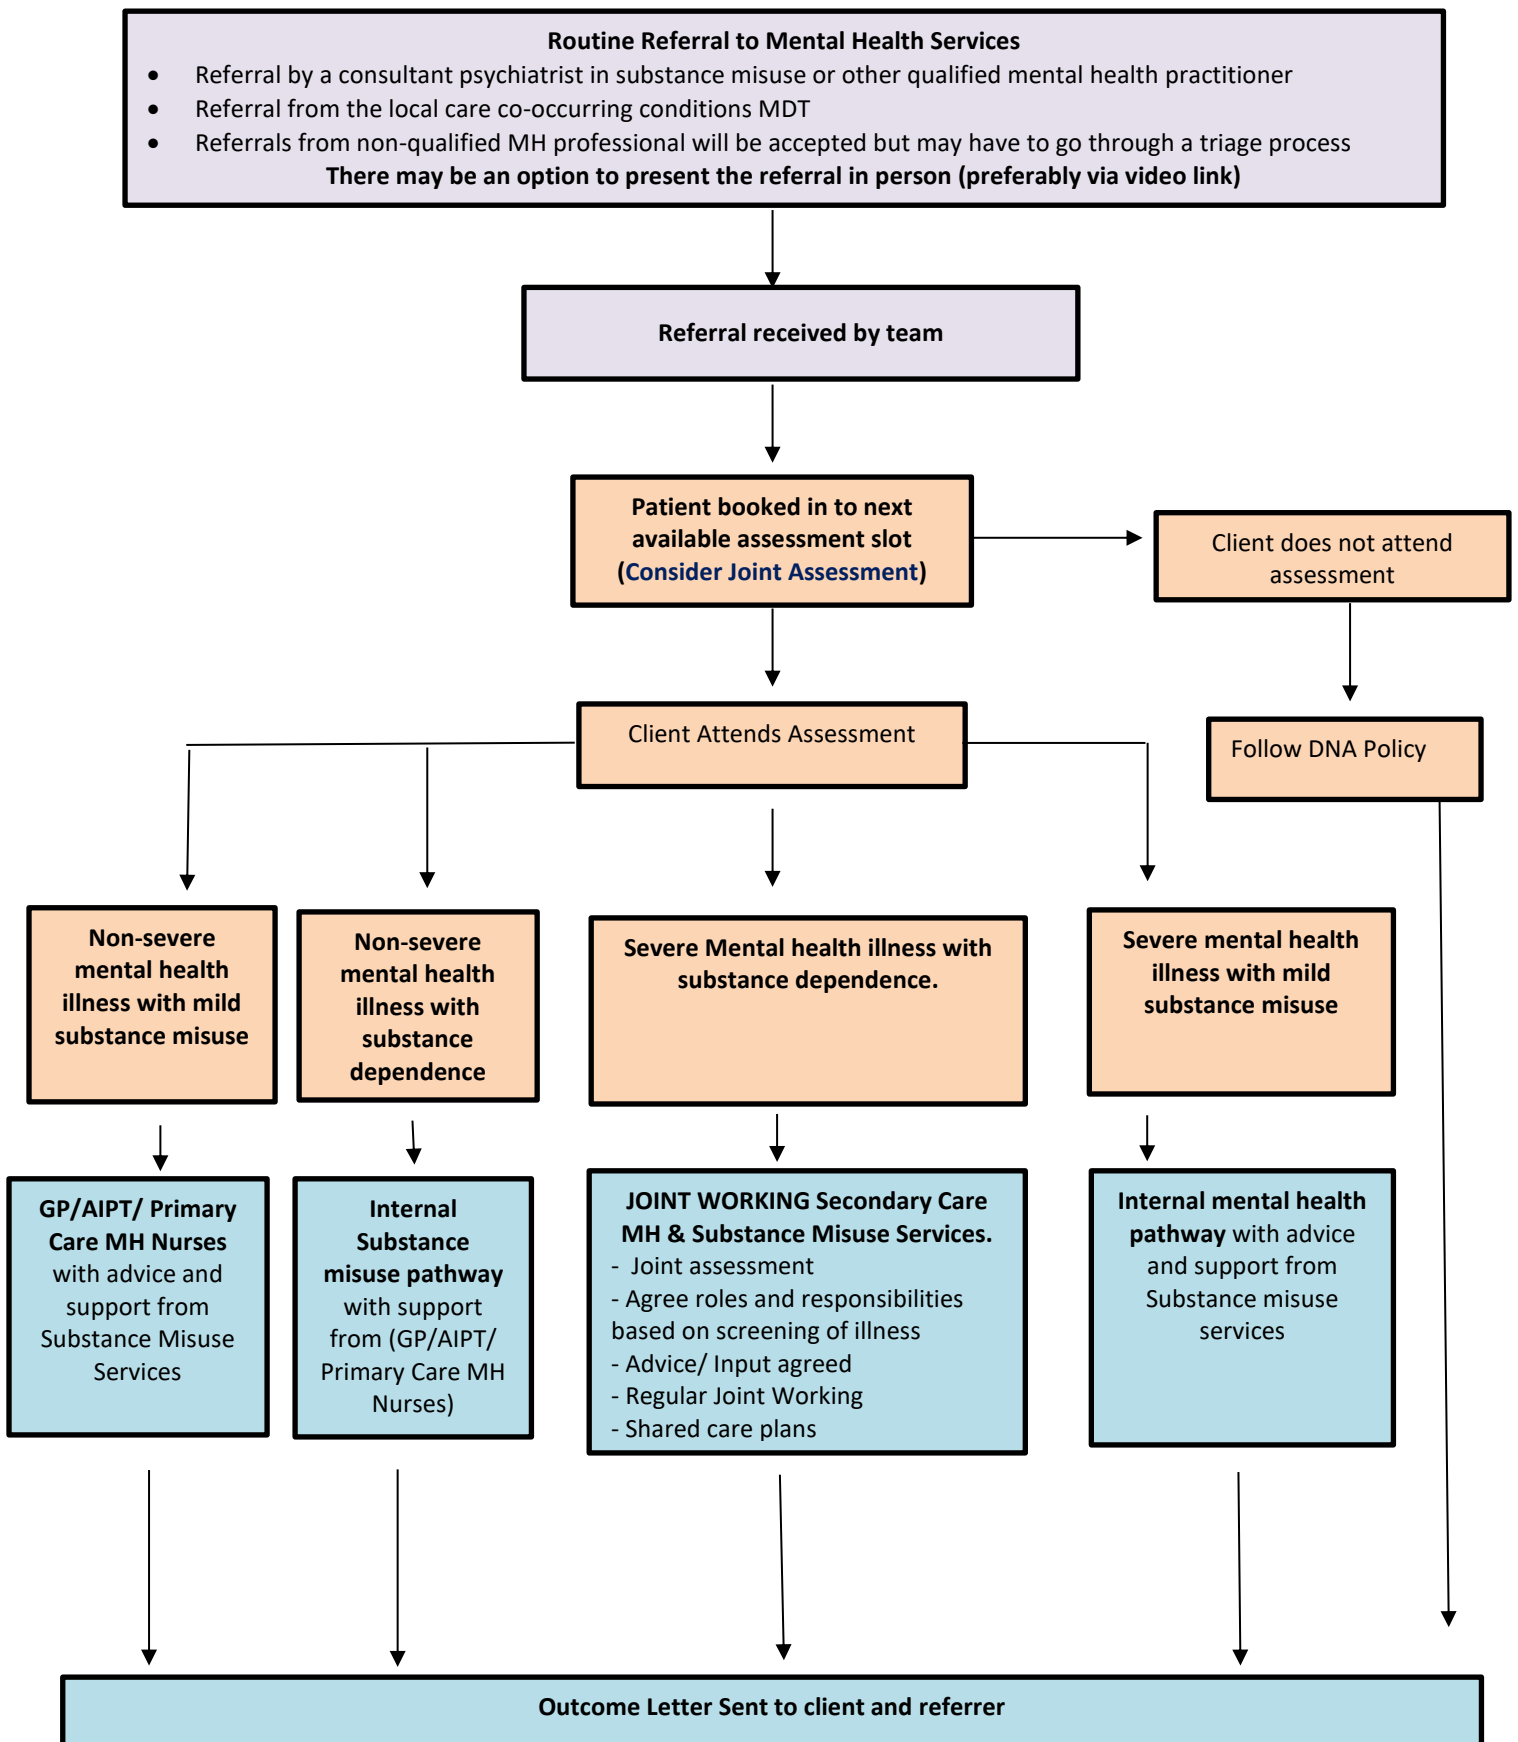 Routine Referral to Mental Health Services
• Referral by a consultant psychiatrist in substance misuse or other qualified mental health practitioner
• Referral from the local care co-occurring conditions MDT
• Referrals from non-qualified MH professional will be accepted but may have to go through a triage process
There may be an option to present the referral in person (preferably via video link)
Referral received by team
Patient booked in to next
available assessment slot
(Consider Joint Assessment)
Client does not attend
assessment
Client Attends Assessment
Follow DNA Policy
Non-severe
mental health
illness with mild
substance misuse
Non-severe
mental health
illness with
substance
dependence
Severe Mental health illness with
substance dependence.
Severe mental health
illness with mild
substance misuse
GP/AIPT/ Primary
Care MH Nurses
with advice and
support from
Substance Misuse
Services
Internal
Substance
misuse pathway
with support
from (GP/AIPT/
Primary Care MH
Nurses)
JOINT WORKING Secondary Care
MH & Substance Misuse Services.
- Joint assessment
- Agree roles and responsibilities
based on screening of illness
- Advice/ Input agreed
- Regular Joint Working
- Shared care plans
Internal mental health
pathway with advice
and support from
Substance misuse
services
Outcome Letter Sent to client and referrer